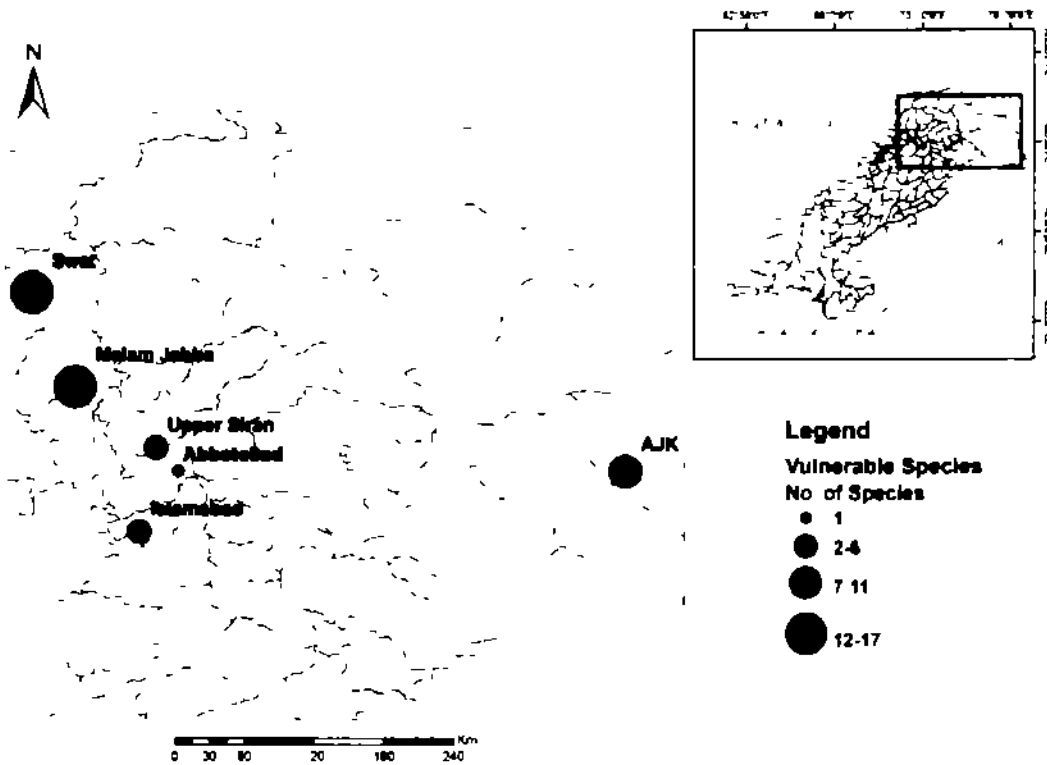 N
Swat
Malam Jabba
Upper Siran
Abbotabad
Islamabad
AJK
Legend
Vulnerable Species
No of Species
1
2-6
7 11
12-17
Km
0 30 60 20 180 240